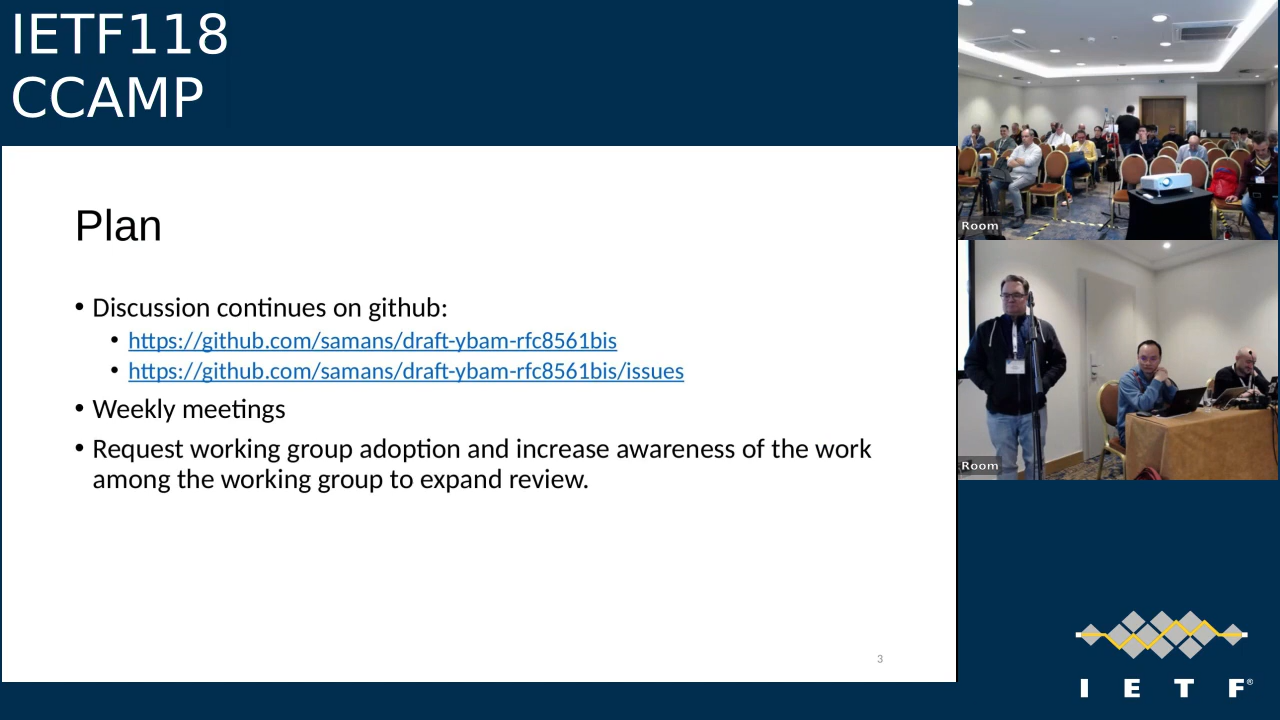 IETF118
CCAMP
Plan
• Discussion continues on github:
• https://github.com/samans/draft-ybam-rfc8561bis
• https://github.com/samans/draft-ybam-rfc8561bis/issues
• Weekly meetings
• Request working group adoption and increase awareness of the work
among the working group to expand review.
3
Room
Room
I E T F®